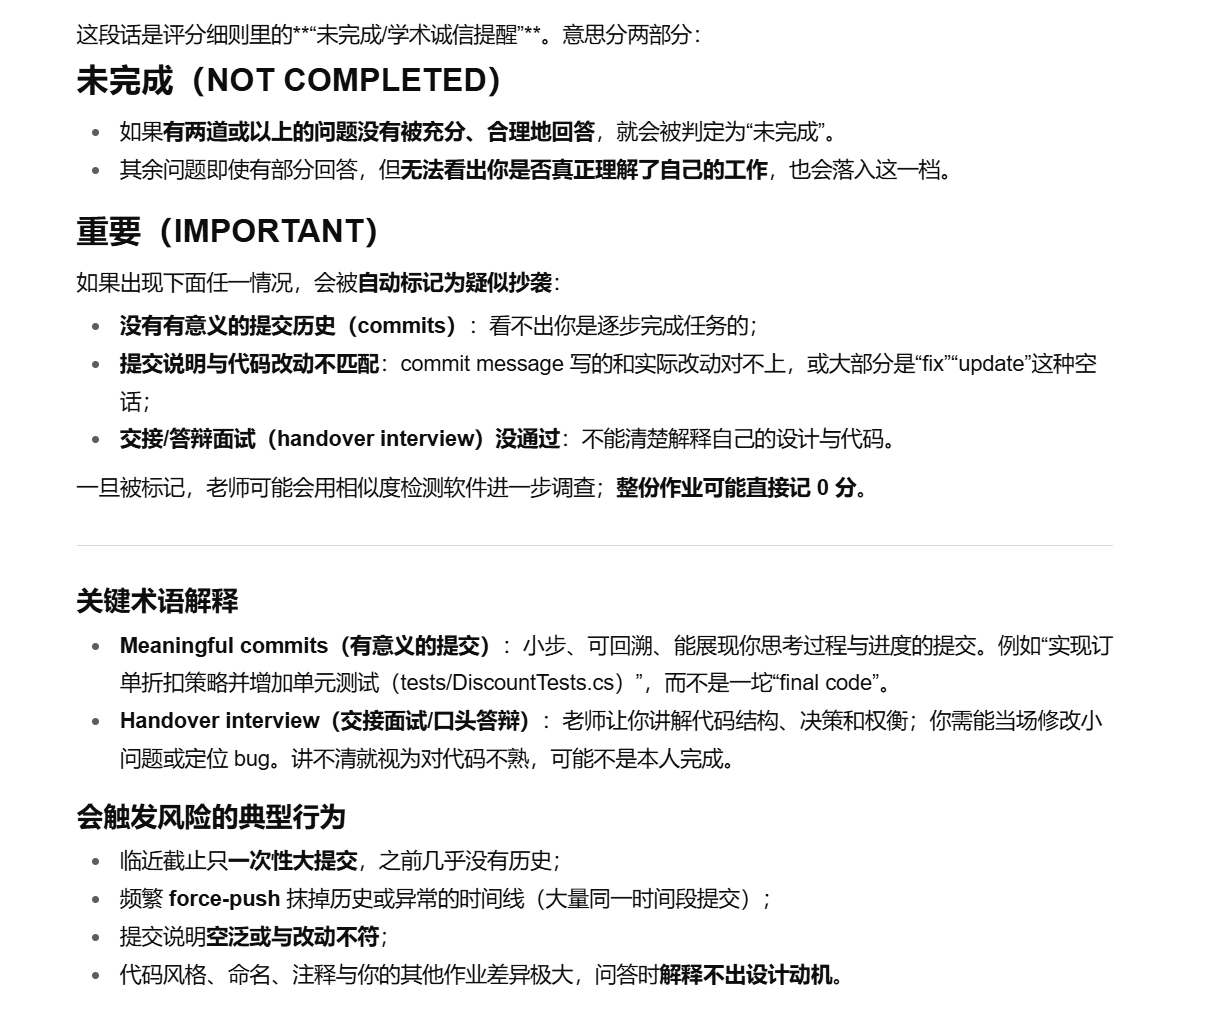 这段话是评分细则里的**“未完成/学术诚信提醒”**。意思分两部分：
未完成（NOT COMPLETED）
• 如果有两道或以上的问题没有被充分、合理地回答，就会被判定为“未完成”。
• 其余问题即使有部分回答，但无法看出你是否真正理解了自己的工作，也会落入这一档。
重要（IMPORTANT）
如果出现下面任一情况，会被自动标记为疑似抄袭：
• 没有有意义的提交历史（commits）：看不出你是逐步完成任务的；
• 提交说明与代码改动不匹配：commit message 写的和实际改动对不上，或大部分是“fix”“update”这种空
话；
• 交接/答辩面试（handover interview）没通过：不能清楚解释自己的设计与代码。
一旦被标记，老师可能会用相似度检测软件进一步调查；整份作业可能直接记 0 分。
关键术语解释
• Meaningful commits（有意义的提交）：小步、可回溯、能展现你思考过程与进度的提交。例如“实现订
单折扣策略并增加单元测试（tests/DiscountTests.cs）”，而不是一坨“final code”。
• Handover interview（交接面试/口头答辩）：老师让你讲解代码结构、决策和权衡；你需能当场修改小
问题或定位 bug。讲不清就视为对代码不熟，可能不是本人完成。
会触发风险的典型行为
• 临近截止只一次性大提交，之前几乎没有历史；
• 频繁 force-push 抹掉历史或异常的时间线（大量同一时间段提交）；
• 提交说明空泛或与改动不符；
• 代码风格、命名、注释与你的其他作业差异极大，问答时解释不出设计动机。